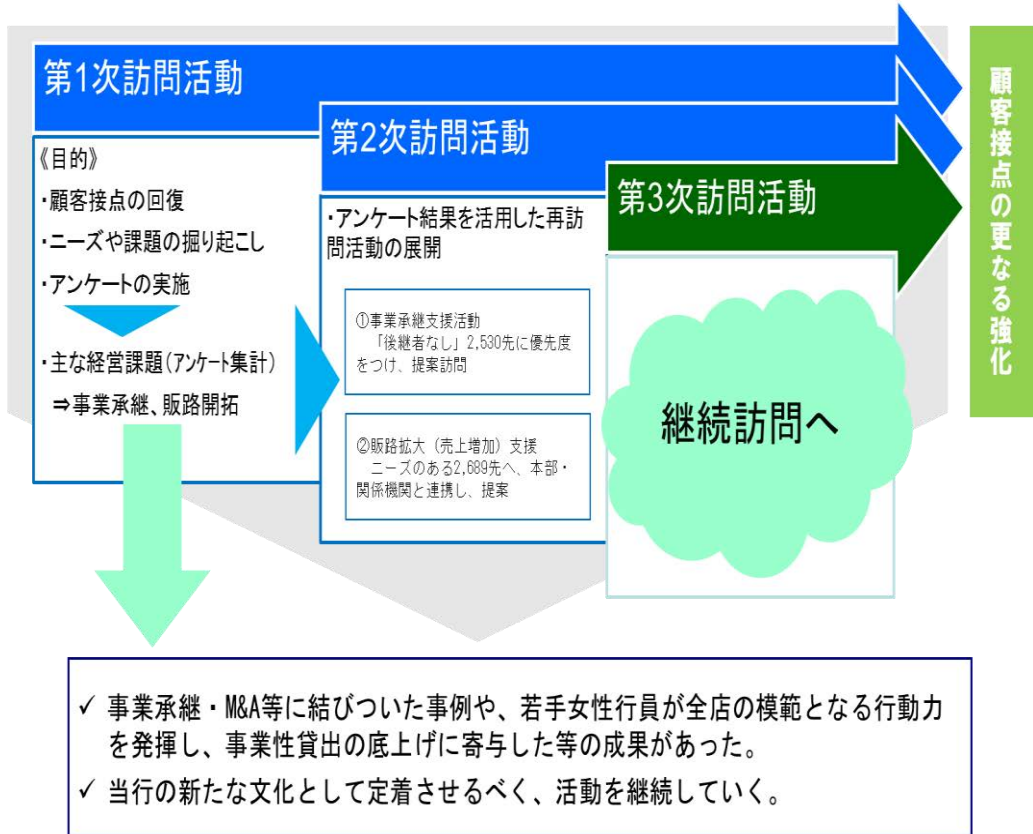 第1次訪問活動
《目的》
・顧客接点の回復
・ニーズや課題の掘り起こし
・アンケートの実施
・主な経営課題(アンケート集計)
⇒事業承継、販路開拓
第2次訪問活動
・アンケート結果を活用した再訪
問活動の展開
①事業承継支援活動
「後継者なし」2,530先に優先度
をつけ、提案訪問
②販路拡大（売上増加）支援
ニーズのある2,689先へ、本部・
関係機関と連携し、提案
第3次訪問活動
継続訪問へ
顧客接点の更なる強化
✓ 事業承継・M&A等に結びついた事例や、若手女性行員が全店の模範となる行動力
を発揮し、事業性貸出の底上げに寄与した等の成果があった。
✓ 当行の新たな文化として定着させるべく、活動を継続していく。